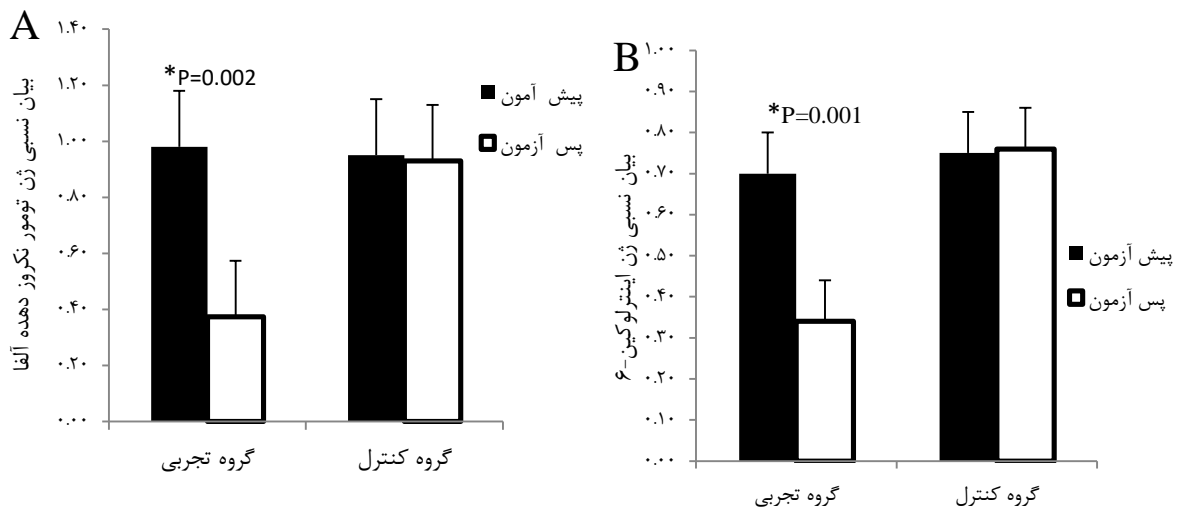 A
بیان نسبی ژن تومور نکروز دهنده آلفا
۱.۴۰
۱.۲۰
۱.۰۰
۰.۸۰
۰.۶۰
۰.۴۰
۰.۲۰
۰.۰۰
*P=0.002
پیش آمون
پس آزمون
گروه تجربی
گروه کنترل
B
بیان نسبی ژن اینترلوکین-۶
۱.۰۰
۰.۹۰
۰.۸۰
۰.۷۰
۰.۶۰
۰.۵۰
۰.۴۰
۰.۳۰
۰.۲۰
۰.۱۰
۰.۰۰
*P=0.001
پیش آزمون
پس آزمون
گروه تجربی
گروه کنترل